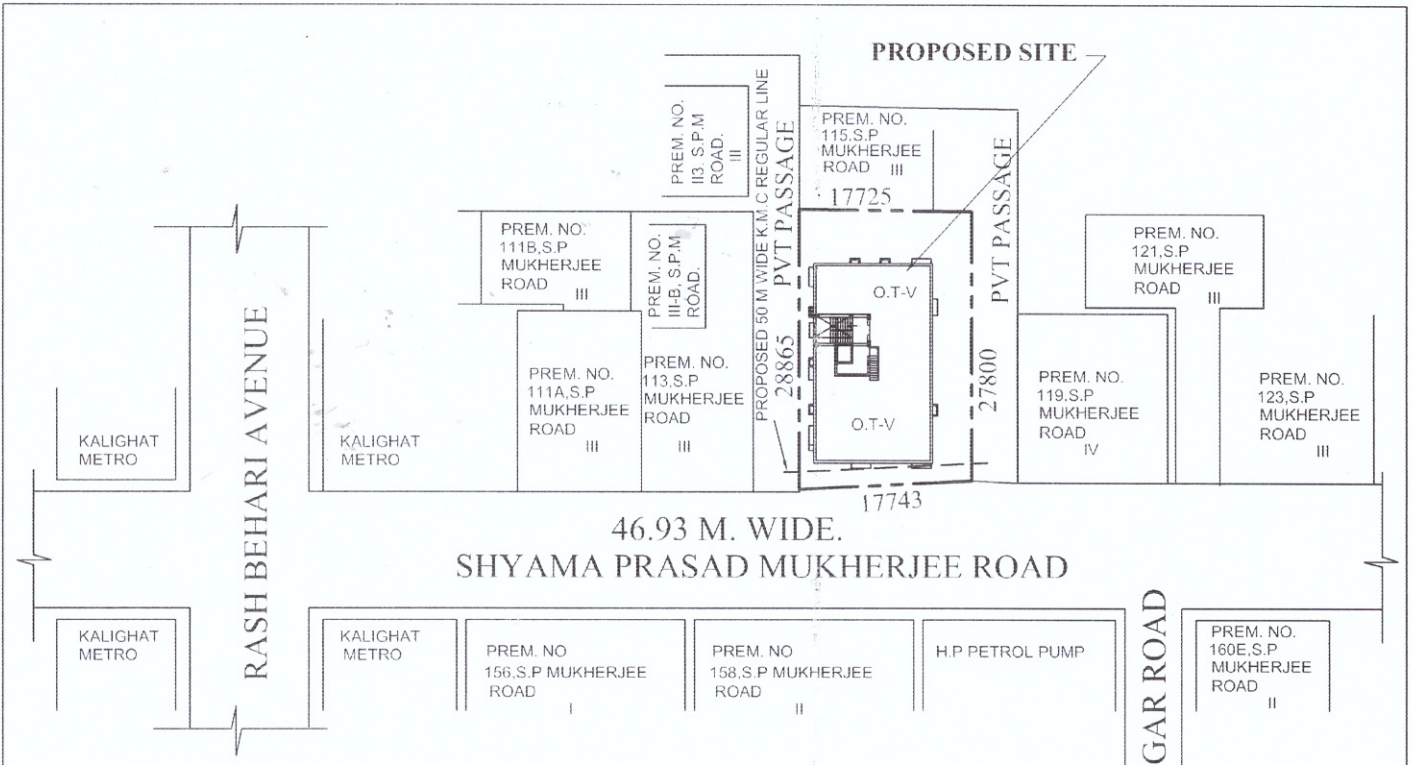 PROPOSED SITE
PREM. NO.
II3. S.P.M
ROAD.
III
PROPOSED 50 M WIDE K.M.C REGULAR LINE
PVT PASSAGE
PREM. NO.
115.S.P
MUKHERJEE
ROAD III
17725
PVT PASSAGE
PREM. NO.
111B,S.P
MUKHERJEE
ROAD
III
PREM. NO.
III-B, S.P.M
ROAD.
O.T-V
PREM. NO.
121,S.P
MUKHERJEE
ROAD III
RASH BEHARI AVENUE
28865
27800
PREM. NO.
111A,S.P
MUKHERJEE
ROAD
III
PREM. NO.
113,S.P
MUKHERJEE
ROAD
III
PREM. NO.
119.S.P
MUKHERJEE
ROAD
IV
PREM. NO.
123,S.P
MUKHERJEE
ROAD
III
KALIGHAT
METRO
KALIGHAT
METRO
O.T-V
17743
46.93 M. WIDE.
SHYAMA PRASAD MUKHERJEE ROAD
KALIGHAT
METRO
KALIGHAT
METRO
PREM. NO
156,S.P MUKHERJEE
ROAD
I
PREM. NO
158,S.P MUKHERJEE
ROAD
II
H.P PETROL PUMP
GAR ROAD
PREM. NO.
160E,S.P
MUKHERJEE
ROAD
II